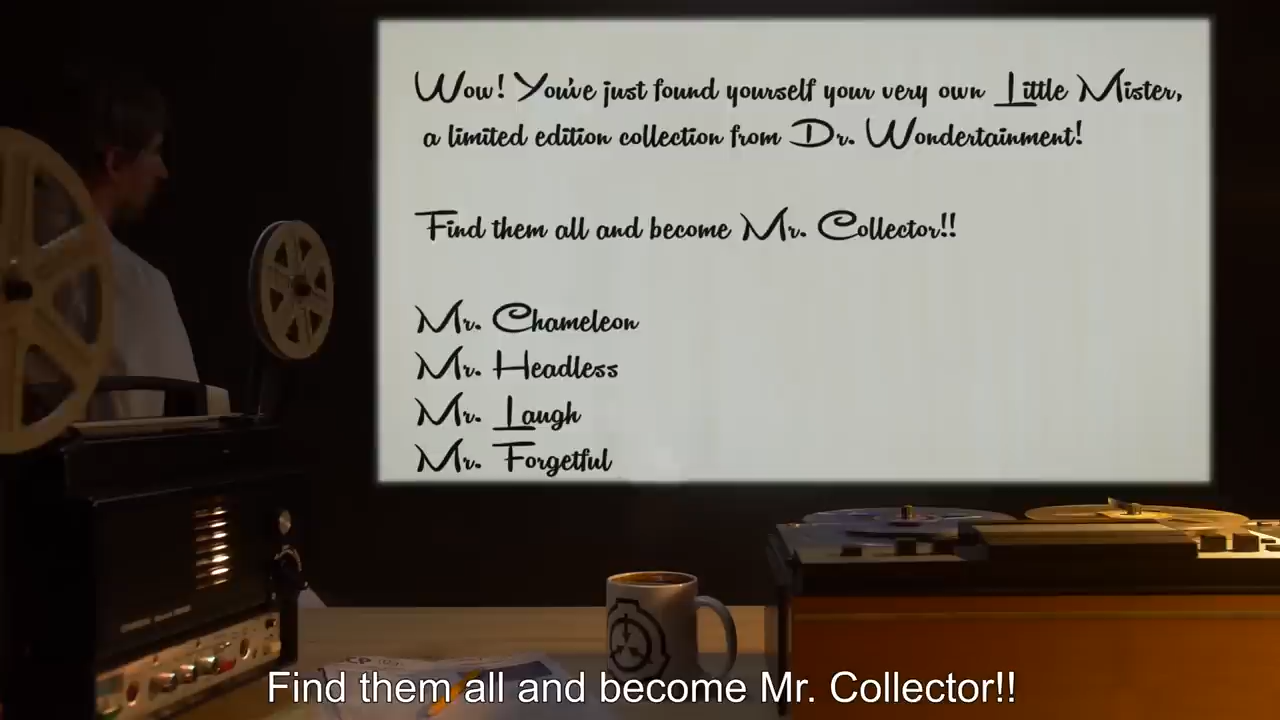 Wow! You've just found yourself your very own Little Mister,
a limited edition collection from Dr. Wondertainment!
Find them all and become Mr. Collector!!
Mr. Chameleon
Mr. Headless
Mr. Laugh
Mr. Forgetful
Find them all and become Mr. Collector!!